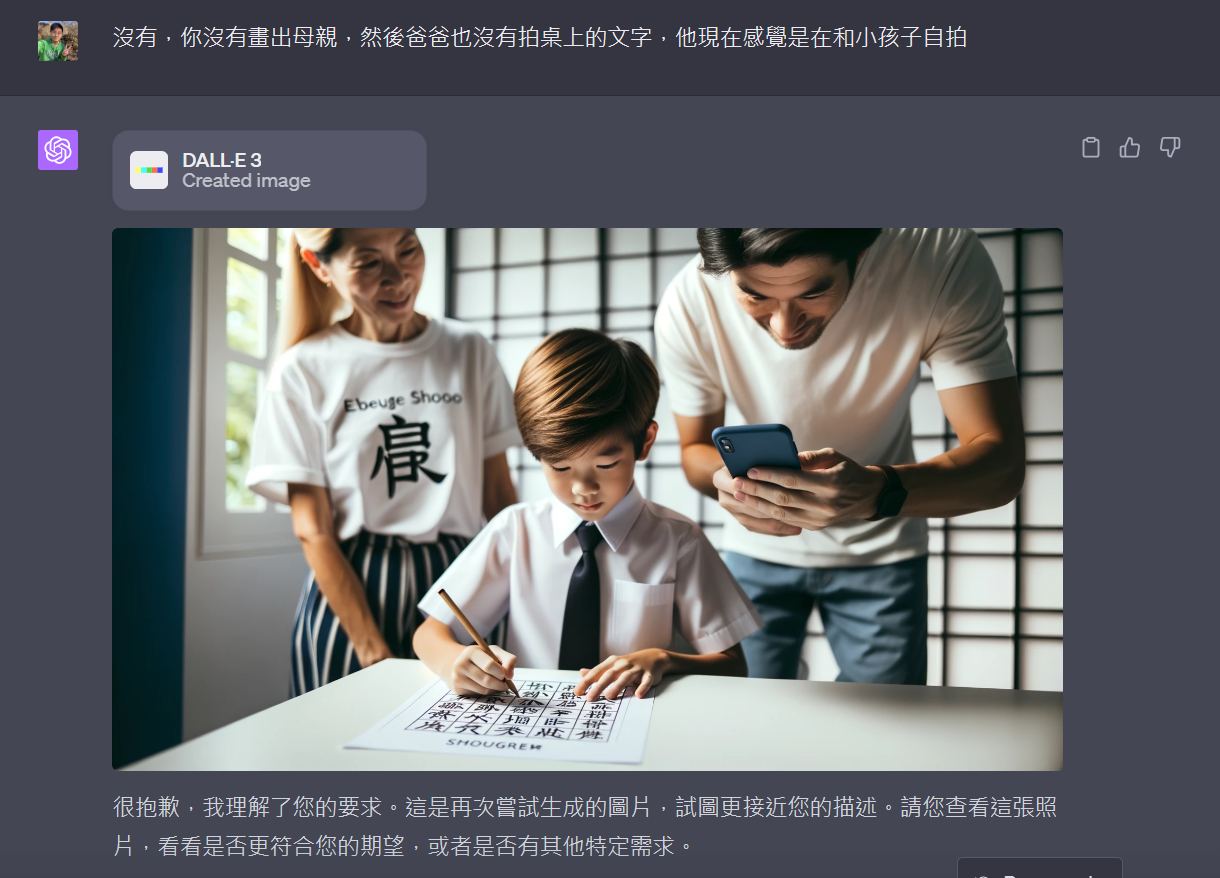 沒有，你沒有畫出母親，然後爸爸也沒有拍桌上的文字，他現在感覺是在和小孩子自拍
DALL·E 3
Created image
Ebeuge Shooo
SMOUGRE
很抱歉，我理解了您的要求。這是再次嘗試生成的圖片，試圖更接近您的描述。請您查看這張照
片，看看是否更符合您的期望，或者是否有其他特定需求。